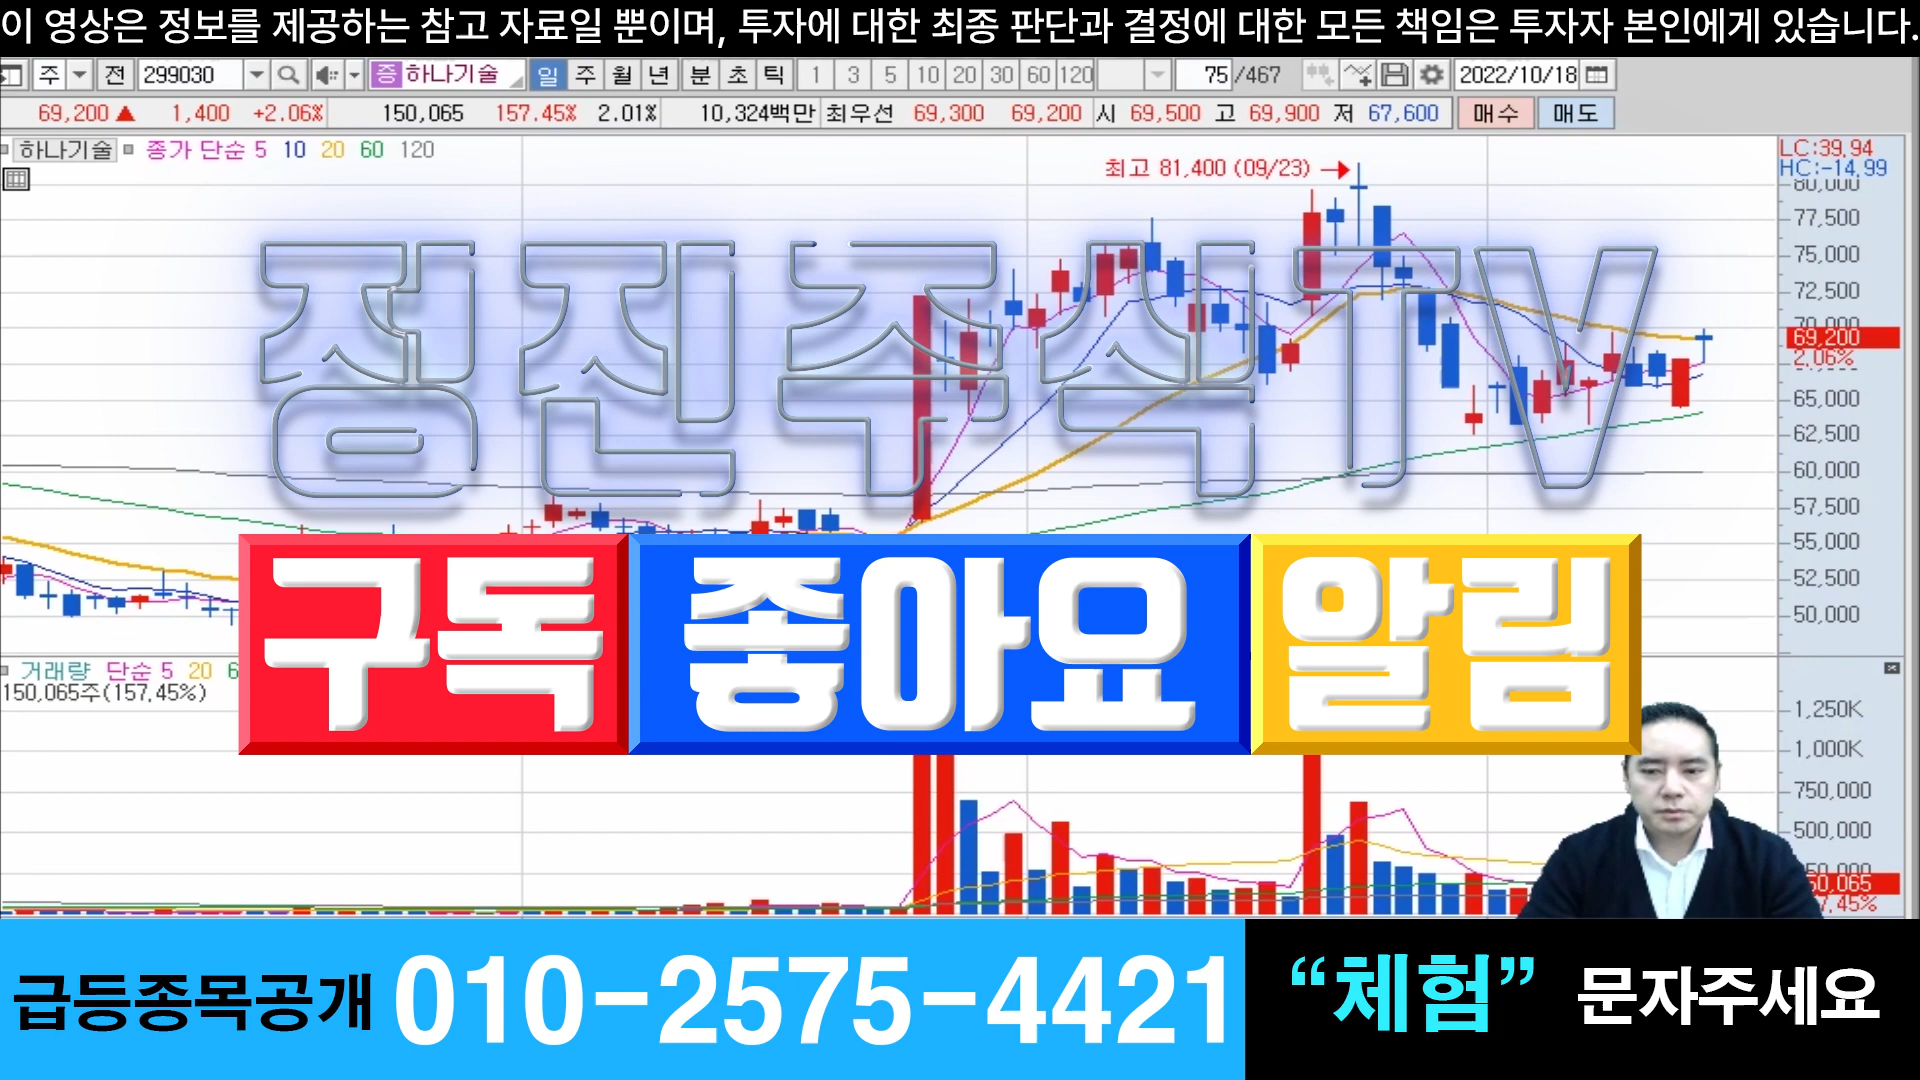 이 영상은 정보를 제공하는 참고 자료일 뿐이며, 투자에 대한 최종 판단과 결정에 대한 모든 책임은 투자자 본인에게 있습니다.
주 전 299030 증 하나기술 일 주 월 년 분 초 틱 1 3 5 10 20 30 60 120 75 /467 2022/10/18
69,200 ▲ 1,400 +2.06% 150,065 157.45% 2.01% 10,324백만 최우선 69,300 69,200 시 69,500 고 69,900 저 67,600 매수 매도
하나기술 종가 단순 5 10 20 60 120
LC:39.94
HC:-14.99
최고 81,400 (09/23)
80,000
77,500
75,000
72,500
70,000
69,200
2.06%
65,000
62,500
60,000
57,500
55,000
52,500
50,000
정진주식TV
구독 좋아요 알림
거래량 단순 5 20 6
150,065주(157.45%)
1,250K
1,000K
750,000
500,000
50,065
7.45%
급등종목공개 010-2575-4421 “체험” 문자주세요